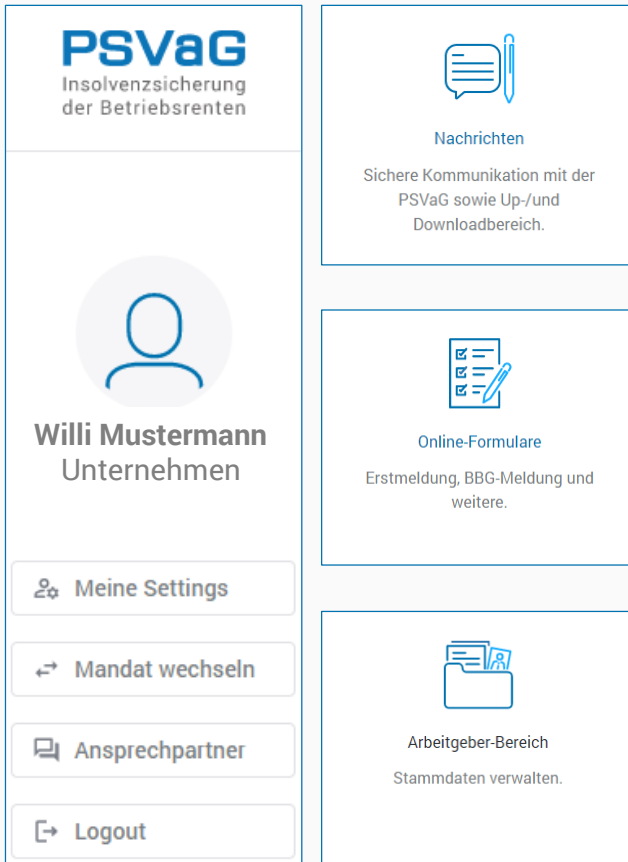 PSVaG
Insolvenzsicherung
der Betriebsrenten
Willi Mustermann
Unternehmen
Meine Settings
Mandat wechseln
Ansprechpartner
Logout
Nachrichten
Sichere Kommunikation mit der
PSVaG sowie Up-/und
Downloadbereich.
Online-Formulare
Erstmeldung, BBG-Meldung und
weitere.
Arbeitgeber-Bereich
Stammdaten verwalten.